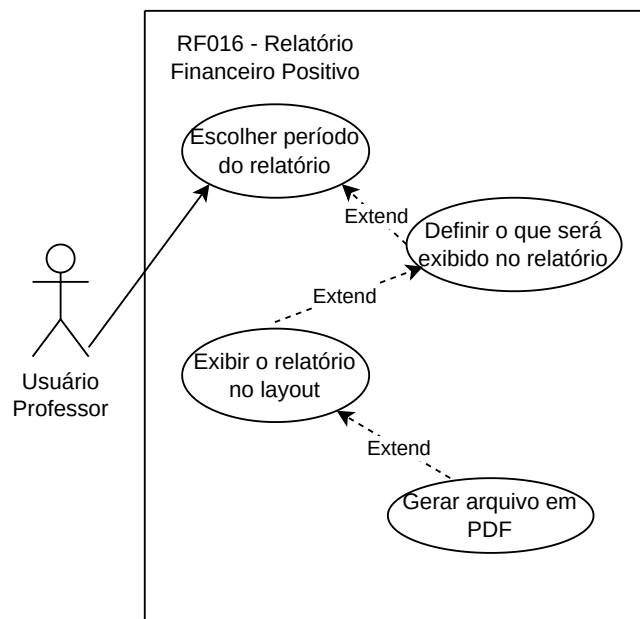 RF016 - Relatório
Financeiro Positivo
Escolher período
do relatório
Extend
Definir o que será
exibido no relatório
Extend
Exibir o relatório
no layout
Usuário
Professor
Extend
Gerar arquivo em
PDF